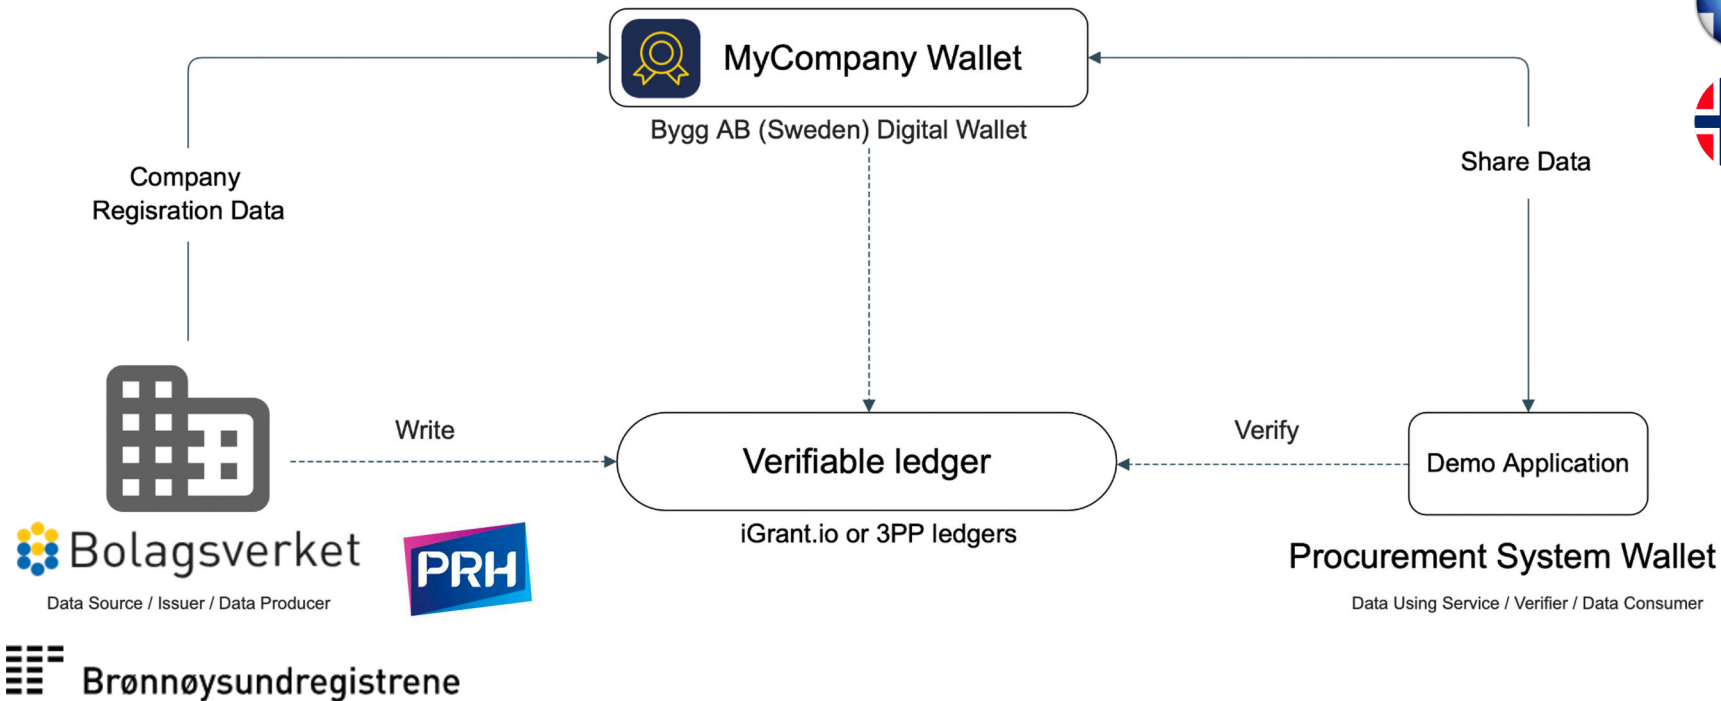 MyCompany Wallet
Bygg AB (Sweden) Digital Wallet
Company
Regisration Data
Share Data
Write
Verifiable ledger
Verify
Demo Application
iGrant.io or 3PP ledgers
Bolagsverket
PRH
Procurement System Wallet
Data Source / Issuer / Data Producer
Data Using Service / Verifier / Data Consumer
Brønnøysundregistrene